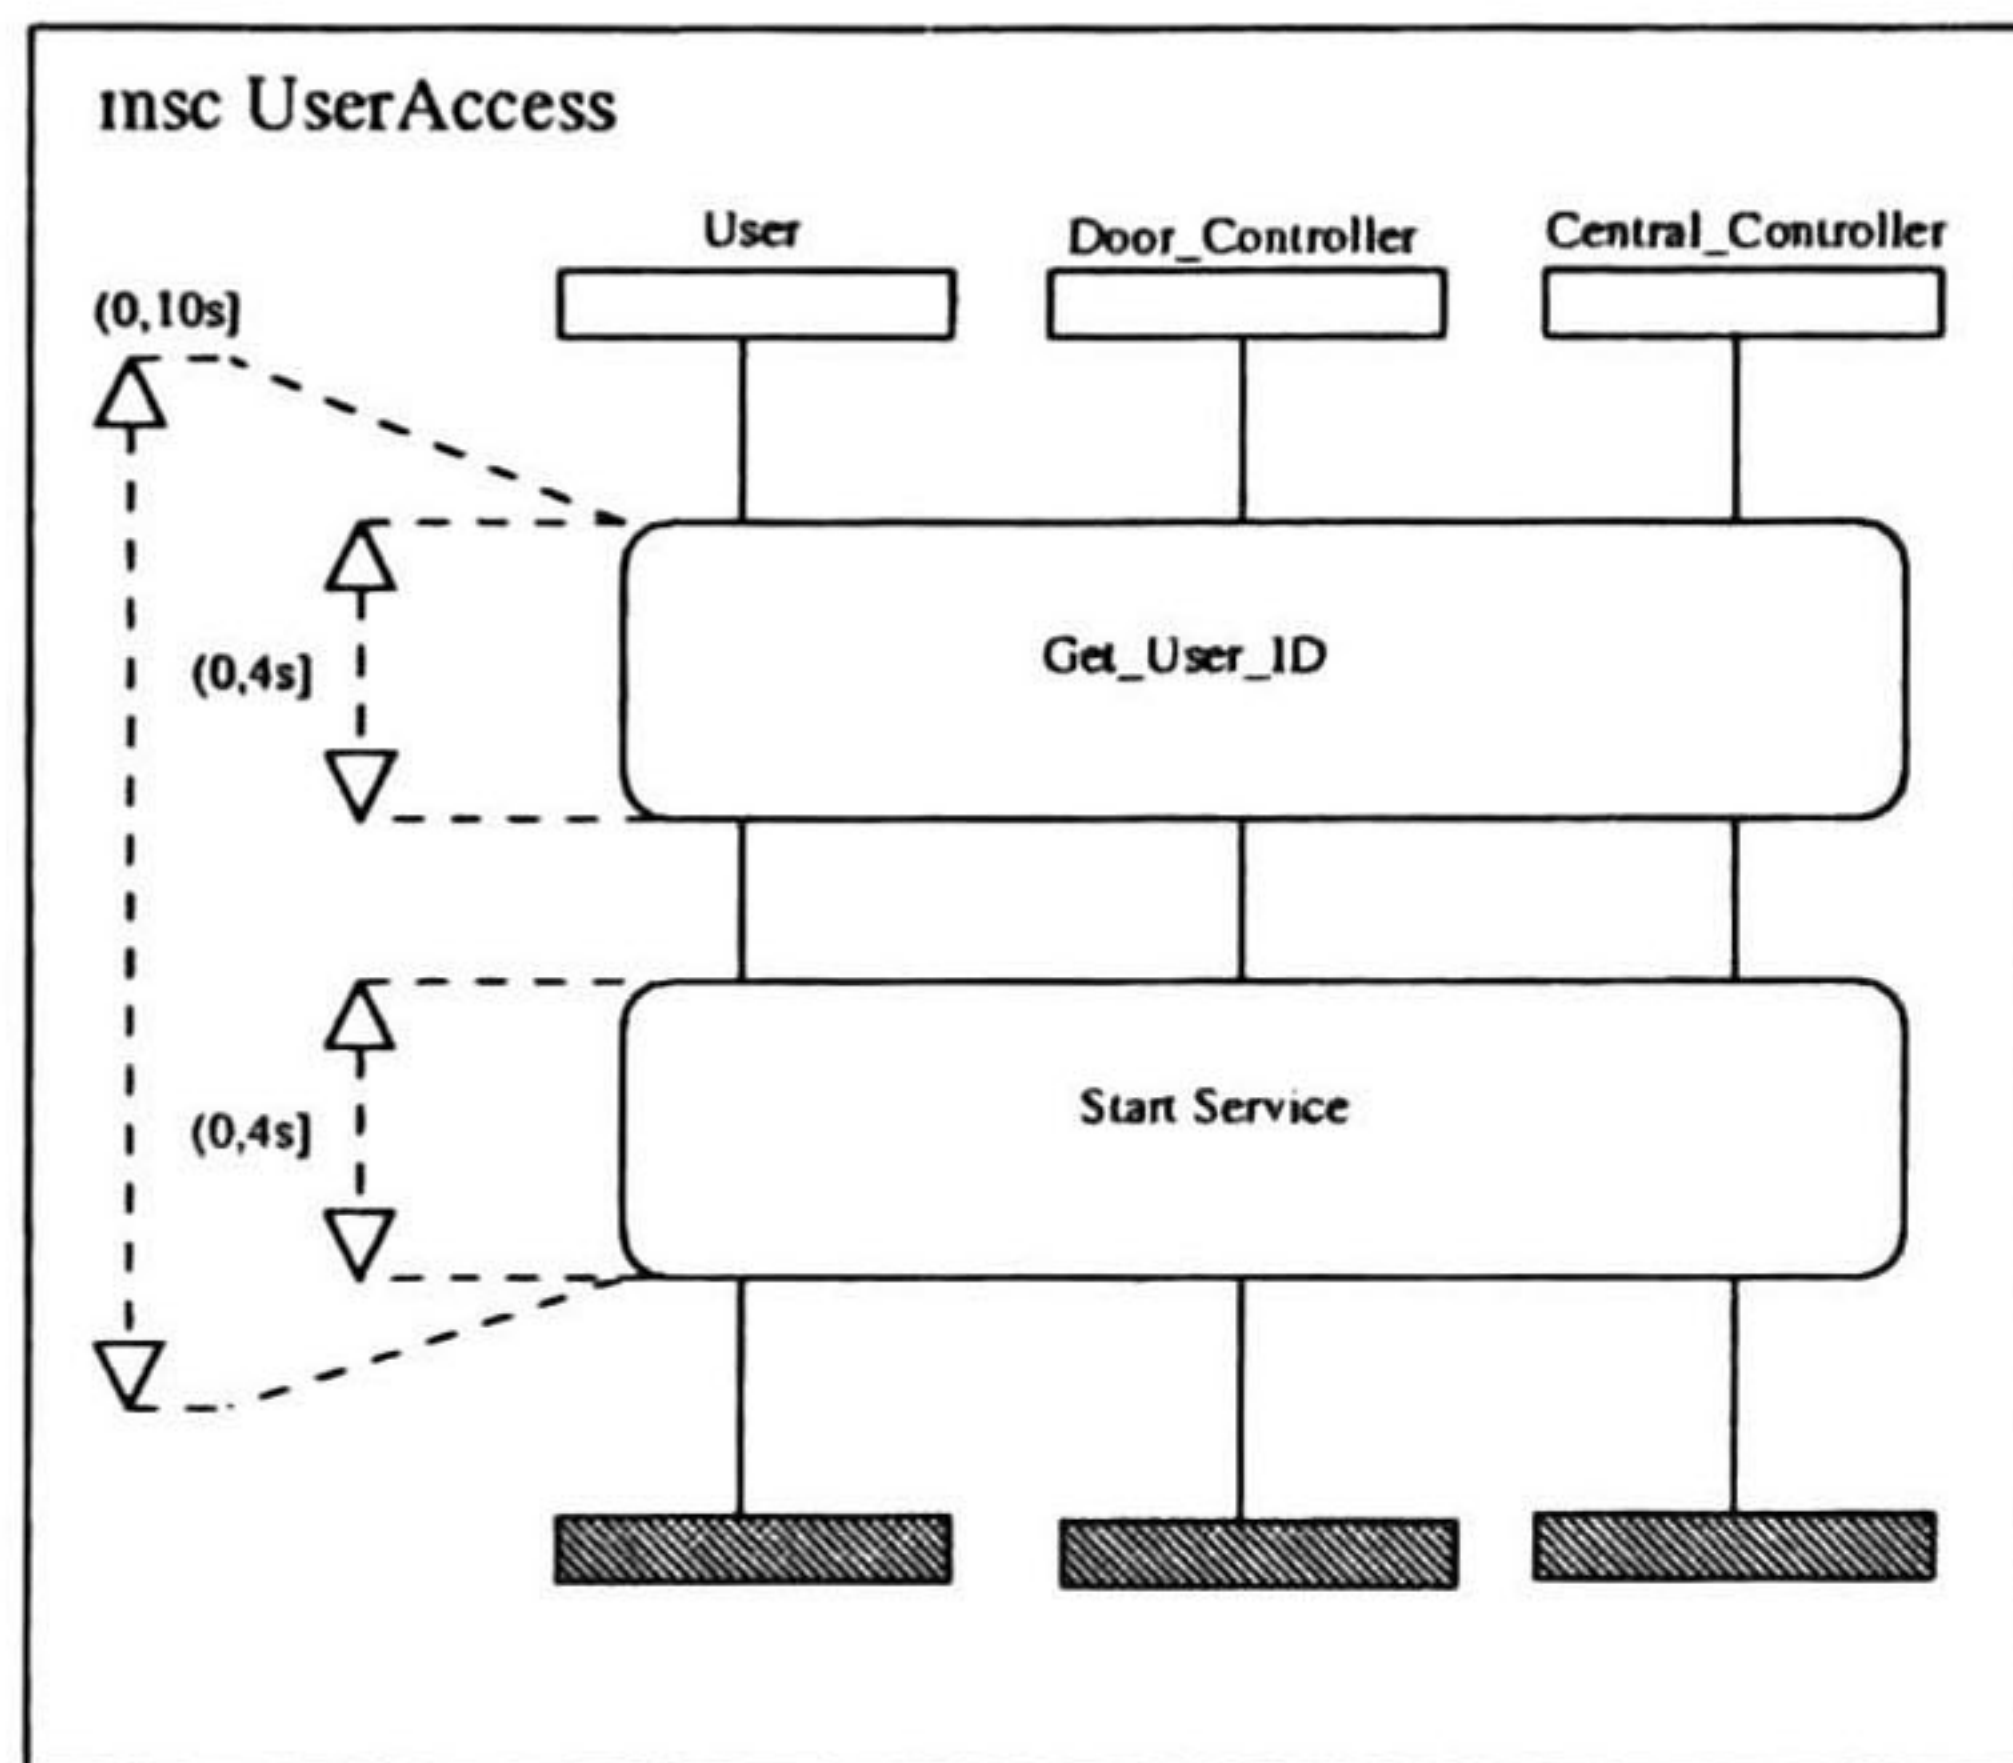 msc UserAccess
User
Door_Controller
Central_Controller
(0,10s]
Get_User_ID
(0,4s]
Start Service
(0,4s]